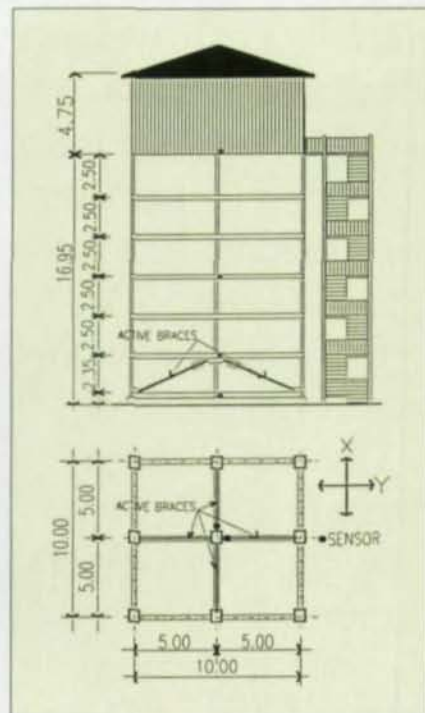 4.75
16.95
2.50
2.50
2.50
2.50
2.50
2.35
ACTIVE BRACES
X
Y
ACTIVE BRACES
SENSOR
10.00
5.00
5.00
5.00
5.00
10.00